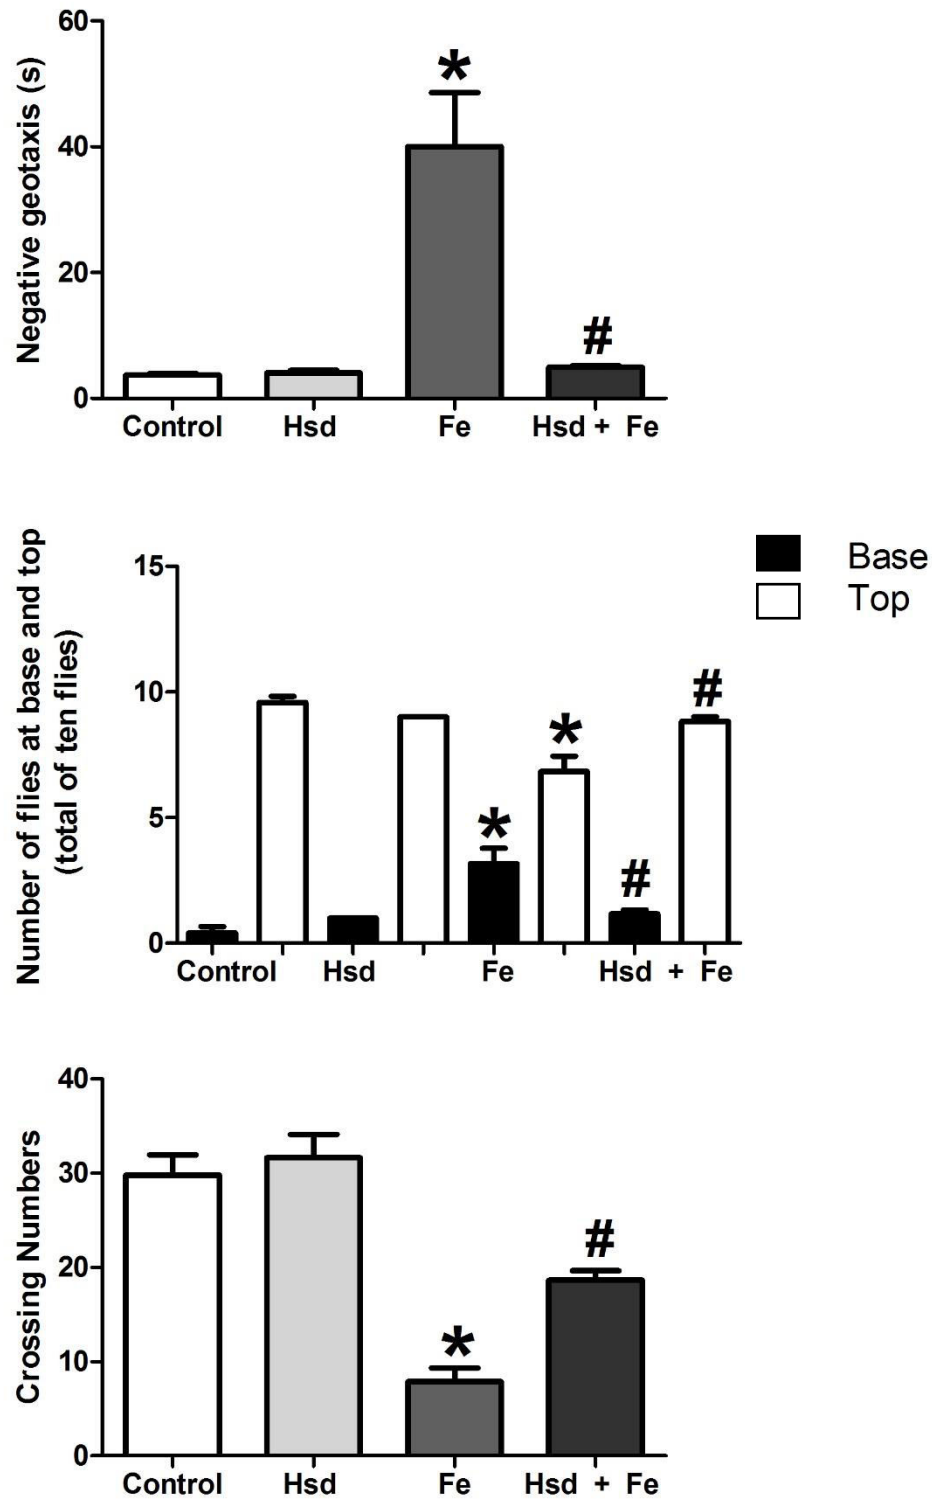 60
40
20
0
Negative geotaxis (s)
*
#
Control Hsd Fe Hsd + Fe
Number of flies at base and top
(total of ten flies)
15
10
5
0
Base
Top
*
*
#
#
Control Hsd Fe Hsd + Fe
Crossing Numbers
40
30
20
10
0
*
#
Control Hsd Fe Hsd + Fe